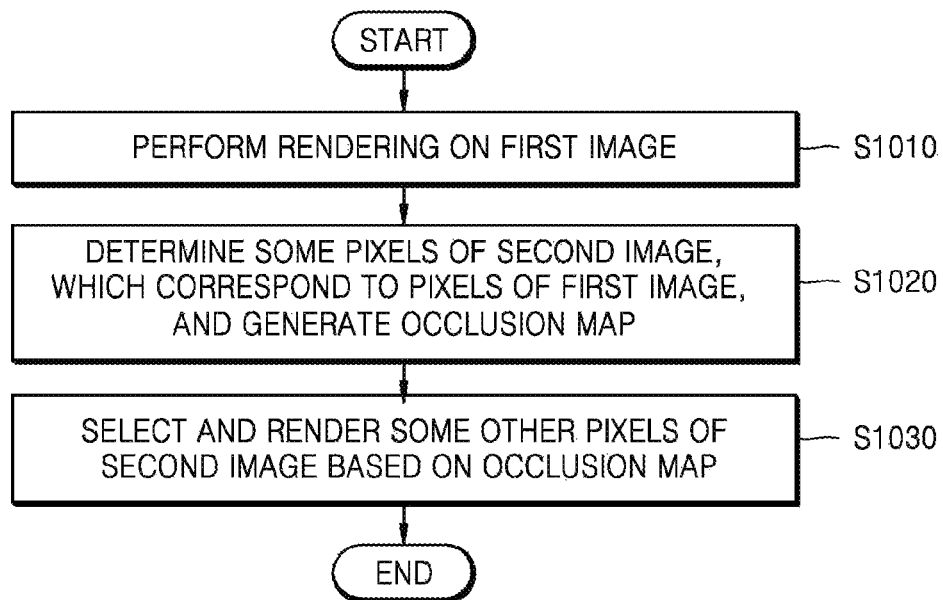 START
PERFORM RENDERING ON FIRST IMAGE
S1010
DETERMINE SOME PIXELS OF SECOND IMAGE,
WHICH CORRESPOND TO PIXELS OF FIRST IMAGE,
AND GENERATE OCCLUSION MAP
S1020
SELECT AND RENDER SOME OTHER PIXELS OF
SECOND IMAGE BASED ON OCCLUSION MAP
S1030
END